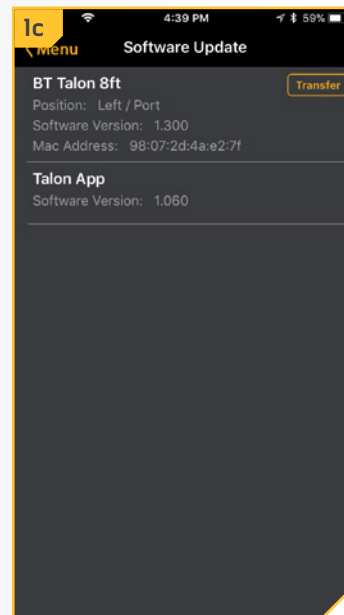 1c
4:39 PM
59%
Menu
Software Update
BT Talon 8ft
Transfer
Position: Left / Port
Software Version: 1.300
Mac Address: 98:07:2d:4a:e2:7f
Talon App
Software Version: 1.060